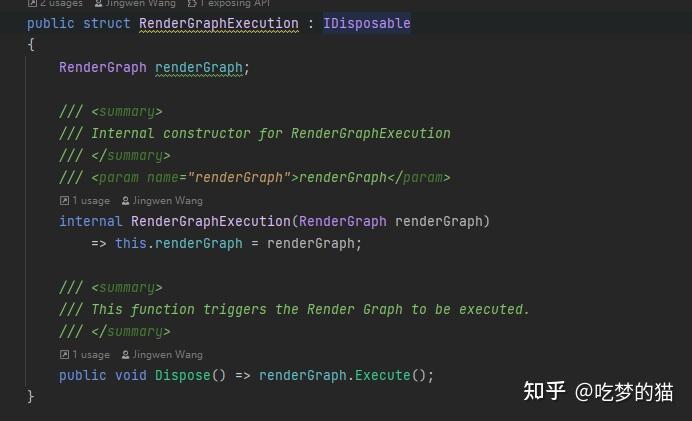 2 usages Jingwen Wang 1 exposing API
public struct RenderGraphExecution : IDisposable
{
RenderGraph renderGraph;
/// <summary>
/// Internal constructor for RenderGraphExecution
/// </summary>
/// <param name="renderGraph">renderGraph</param>
1 usage Jingwen Wang
internal RenderGraphExecution(RenderGraph renderGraph)
=> this.renderGraph = renderGraph;
/// <summary>
/// This function triggers the Render Graph to be executed.
/// </summary>
1 usage Jingwen Wang
public void Dispose() => renderGraph.Execute();
}
知乎 @吃梦的猫